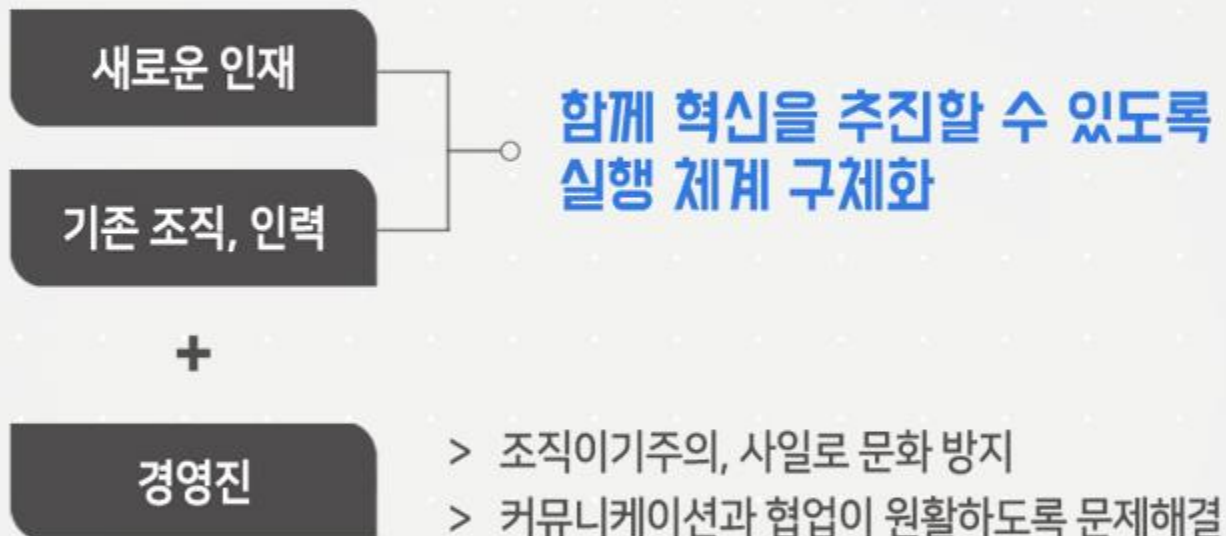 새로운 인재
함께 혁신을 추진할 수 있도록
실행 체계 구체화
기존 조직, 인력
+
경영진
> 조직이기주의, 사일로 문화 방지
> 커뮤니케이션과 협업이 원활하도록 문제해결